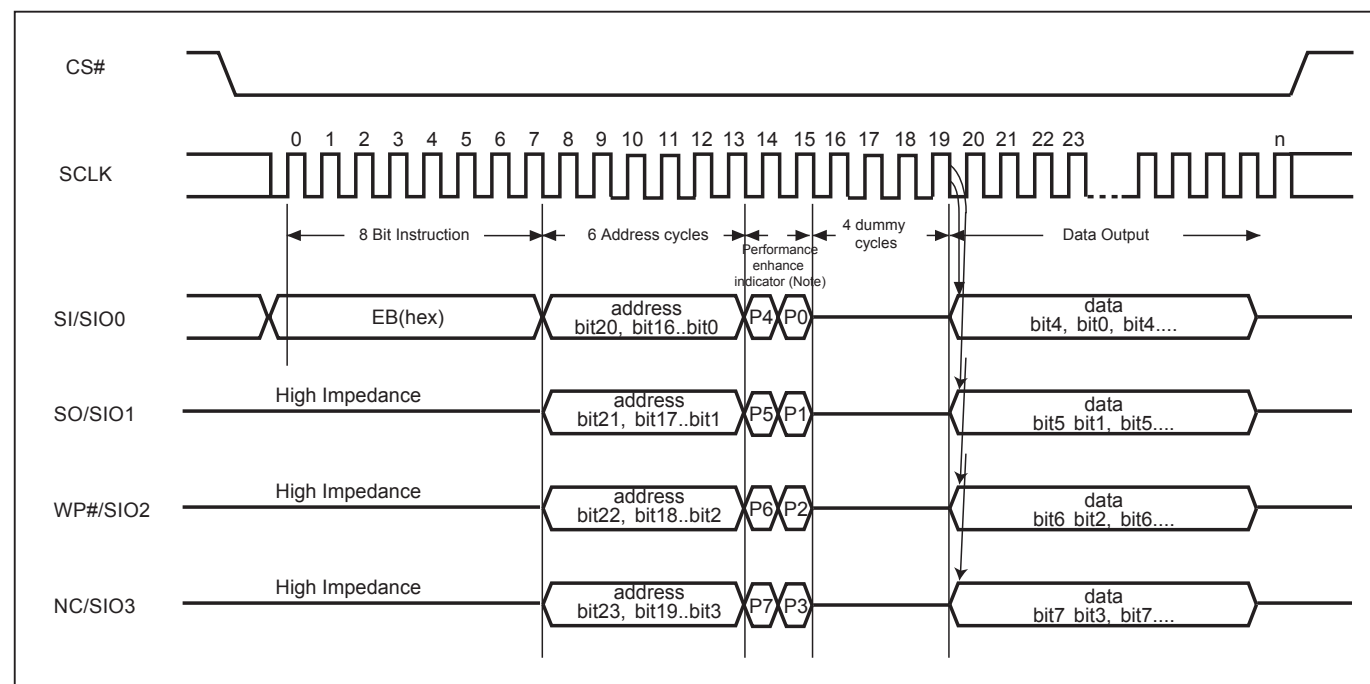 CS#
0 1 2 3 4 5 6 7 8 9 10 11 12 13 14 15 16 17 18 19 20 21 22 23 n
SCLK
8 Bit Instruction
6 Address cycles
Performance
enhance
indicator (Note)
4 dummy
cycles
Data Output
SI/SIO0
EB(hex)
address
bit20, bit16..bit0
P4 P0
data
bit4, bit0, bit4....
SO/SIO1
High Impedance
address
bit21, bit17..bit1
P5 P1
data
bit5 bit1, bit5....
WP#/SIO2
High Impedance
address
bit22, bit18..bit2
P6 P2
data
bit6 bit2, bit6....
NC/SIO3
High Impedance
address
bit23, bit19..bit3
P7 P3
data
bit7 bit3, bit7....